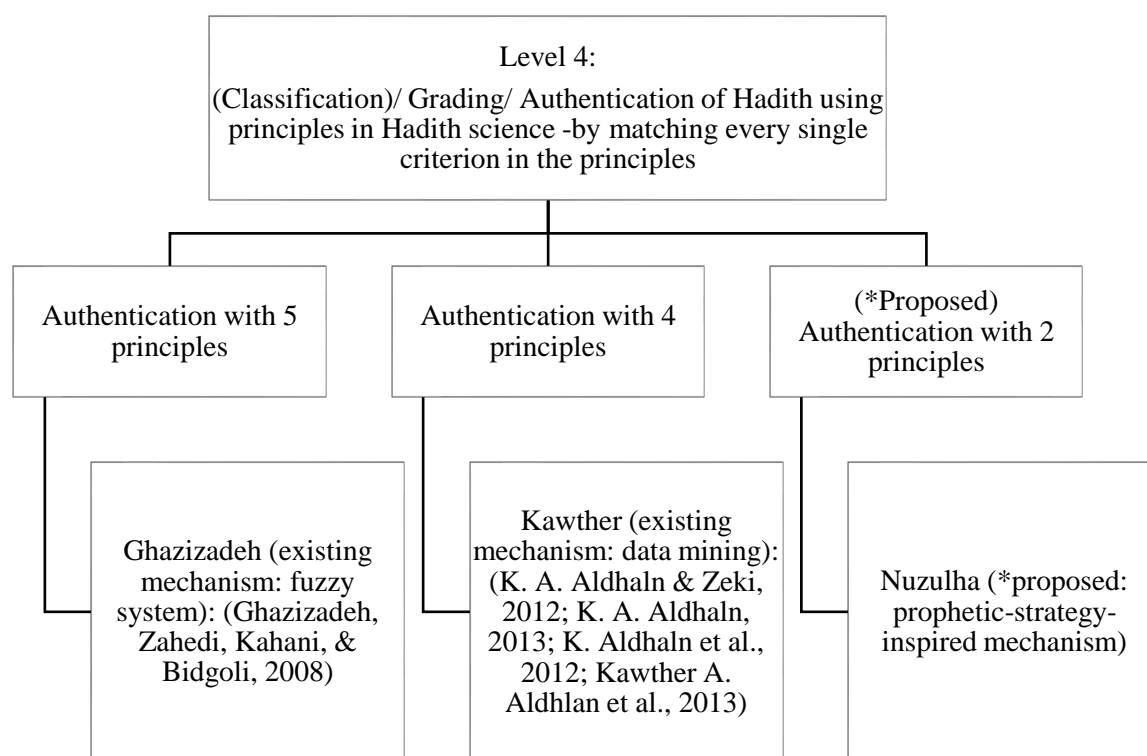 Level 4:
(Classification)/ Grading/ Authentication of Hadith using
principles in Hadith science -by matching every single
criterion in the principles
Authentication with 5
principles
Authentication with 4
principles
(*Proposed)
Authentication with 2
principles
Ghazizadeh (existing
mechanism: fuzzy
system): (Ghazizadeh,
Zahedi, Kahani, &
Bidgoli, 2008)
Kawther (existing
mechanism: data mining):
(K. A. Aldhaln & Zeki,
2012; K. A. Aldhaln,
2013; K. Aldhaln et al.,
2012; Kawther A.
Aldhlan et al., 2013)
Nuzulha (*proposed:
prophetic-strategy-
inspired mechanism)